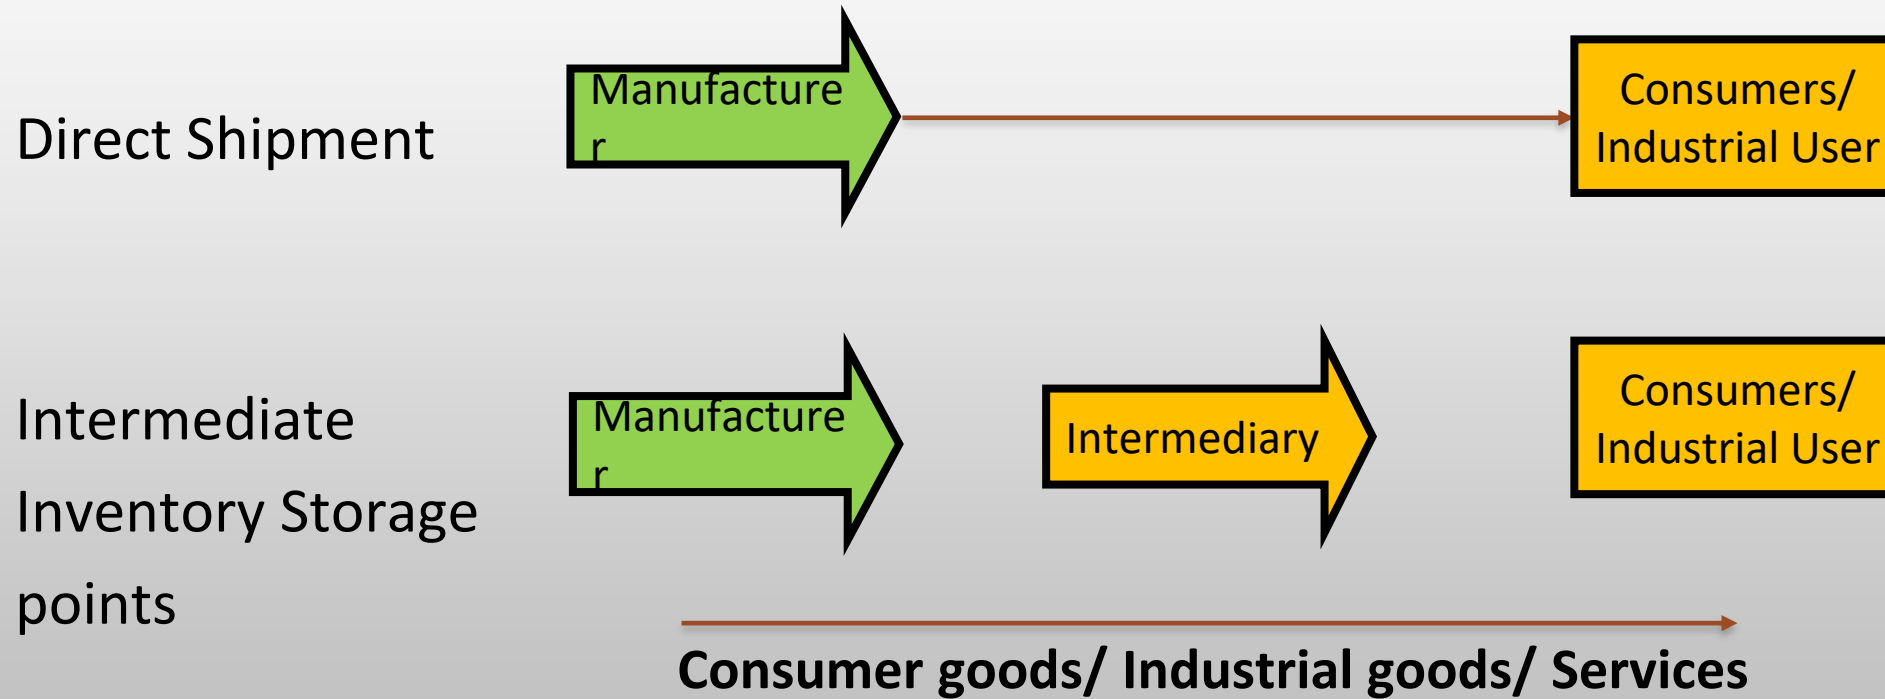 Direct Shipment
Manufacture
r
Consumers/
Industrial User
Intermediate
Inventory Storage
points
Manufacture
r
Intermediary
Consumers/
Industrial User
Consumer goods/ Industrial goods/ Services